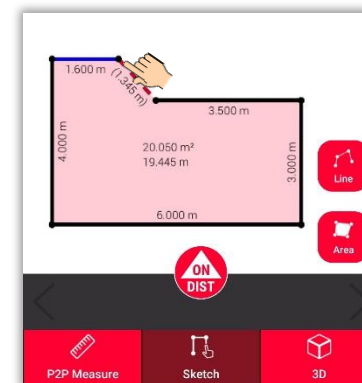 1.600 m
(1.345 m)
3.500 m
4.000 m
20.050 m²
19.445 m
3.000 m
6.000 m
Line
Area
ON
DIST
P2P Measure
Sketch
3D